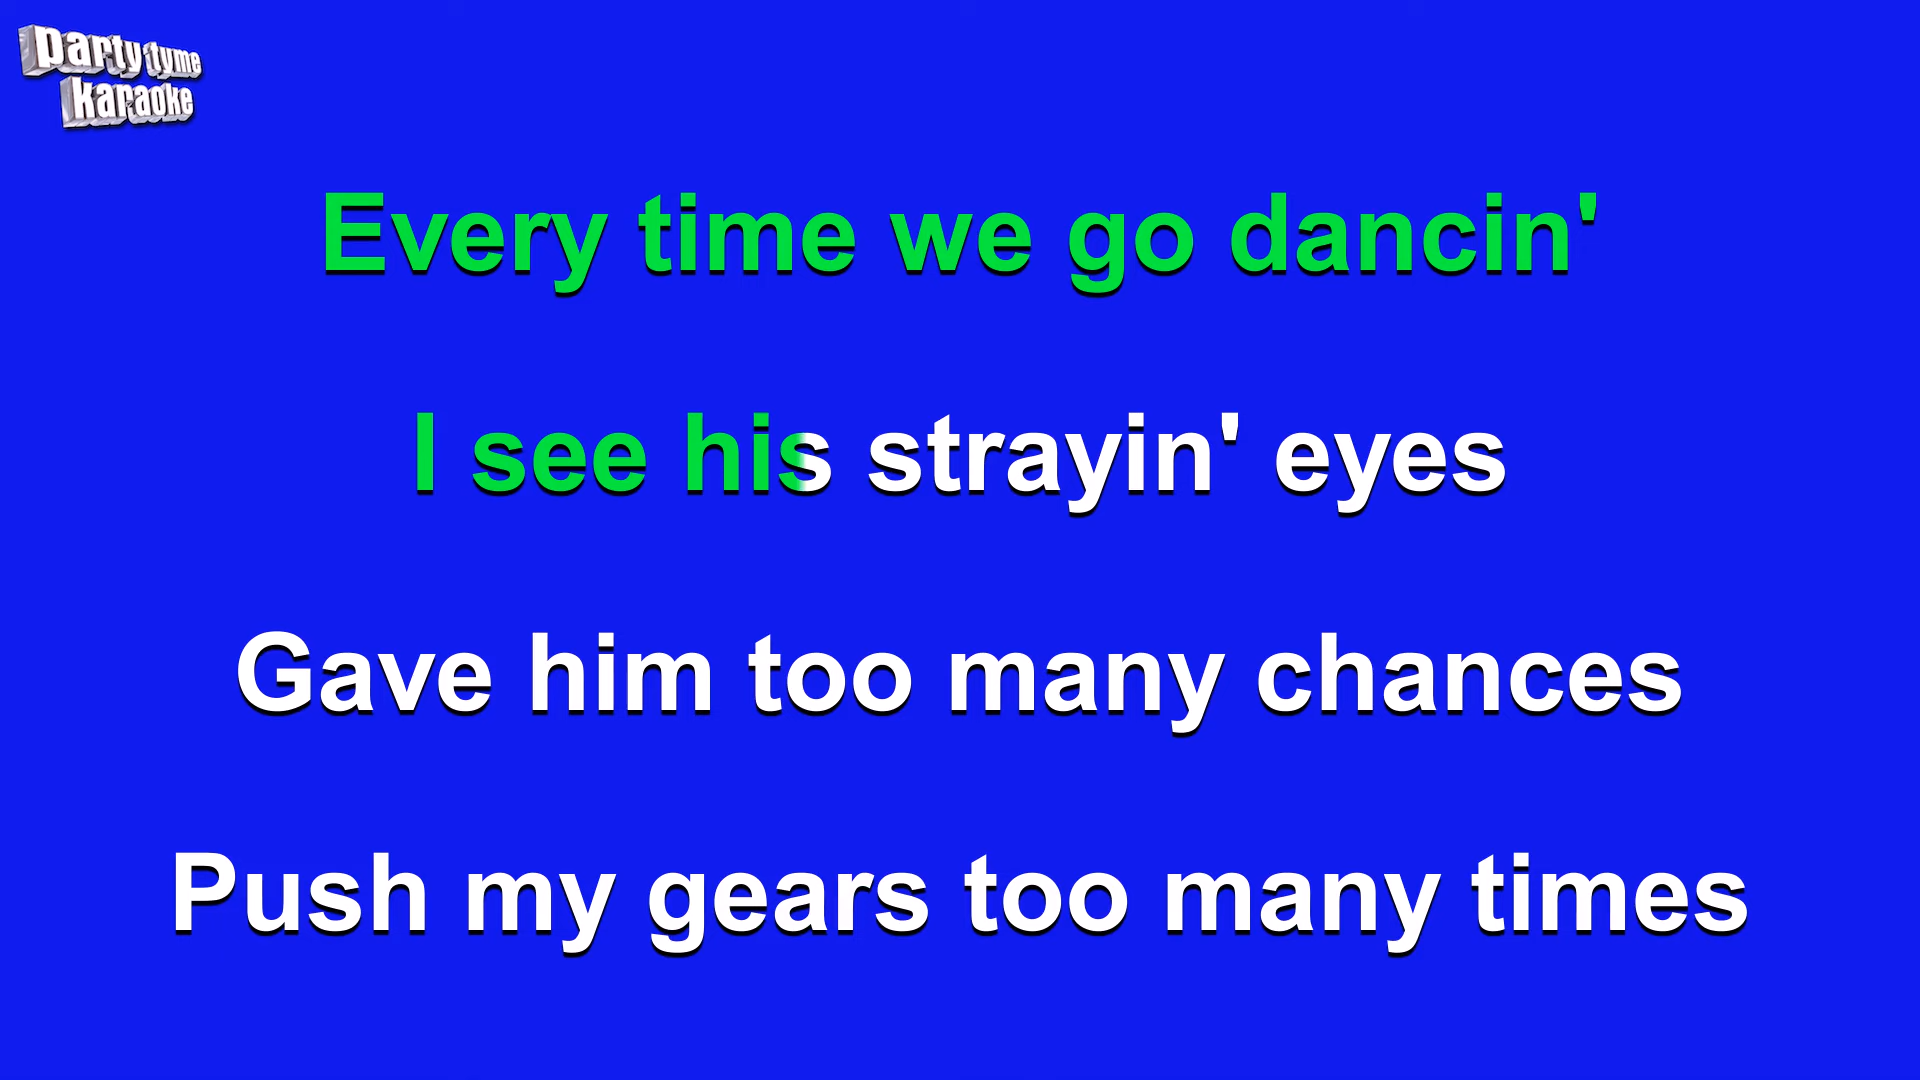 party tyme
karaoke
Every time we go dancin'
I see his strayin' eyes
Gave him too many chances
Push my gears too many times